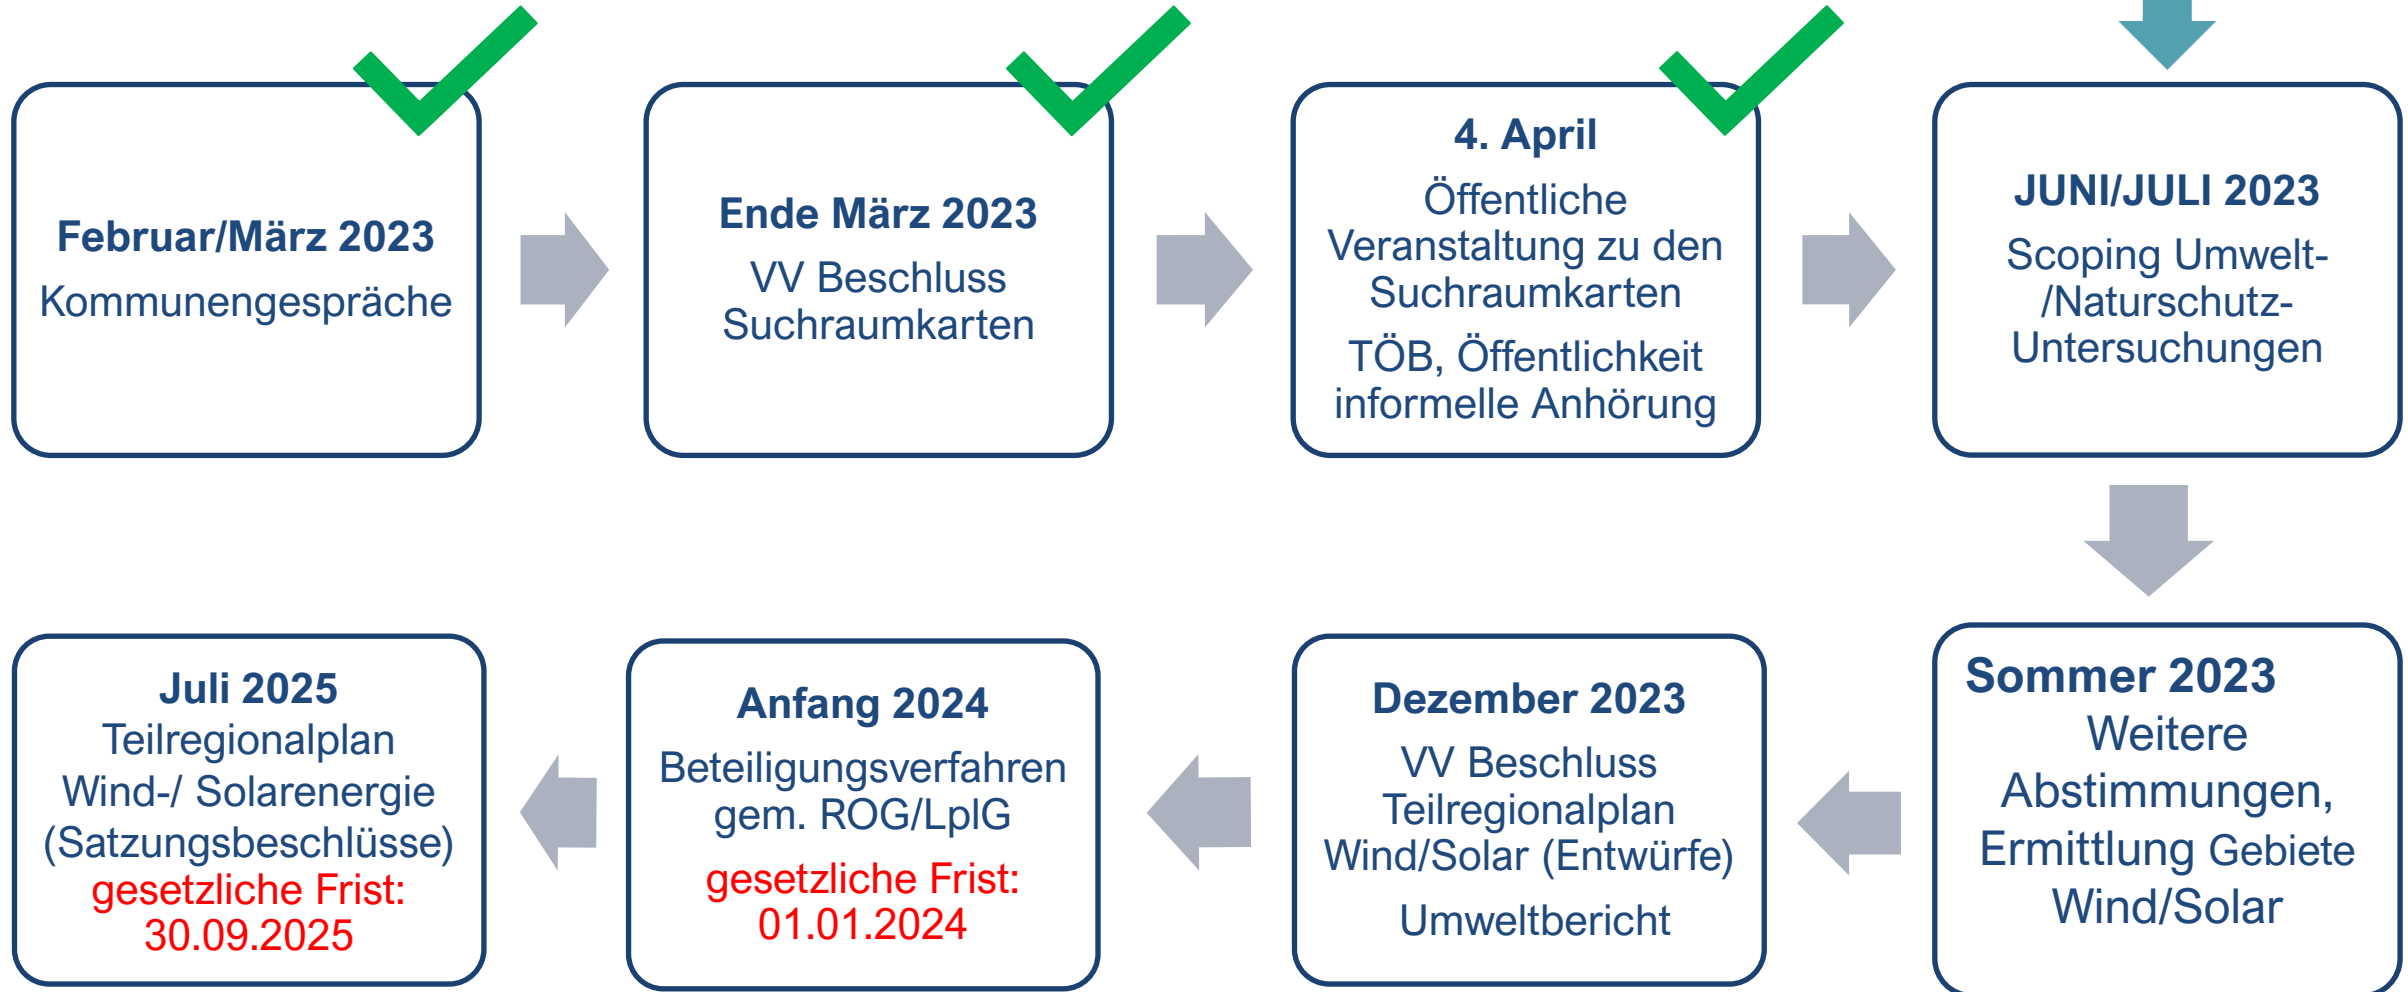 Februar/März 2023
Kommunengespräche
Ende März 2023
VV Beschluss
Suchraumkarten
4. April
Öffentliche
Veranstaltung zu den
Suchraumkarten
TÖB, Öffentlichkeit
informelle Anhörung
JUNI/JULI 2023
Scoping Umwelt-
/Naturschutz-
Untersuchungen
Sommer 2023
Weitere
Abstimmungen,
Ermittlung Gebiete
Wind/Solar
Dezember 2023
VV Beschluss
Teilregionalplan
Wind/Solar (Entwürfe)
Umweltbericht
Anfang 2024
Beteiligungsverfahren
gem. ROG/LplG
gesetzliche Frist:
01.01.2024
Juli 2025
Teilregionalplan
Wind-/ Solarenergie
(Satzungsbeschlüsse)
gesetzliche Frist:
30.09.2025